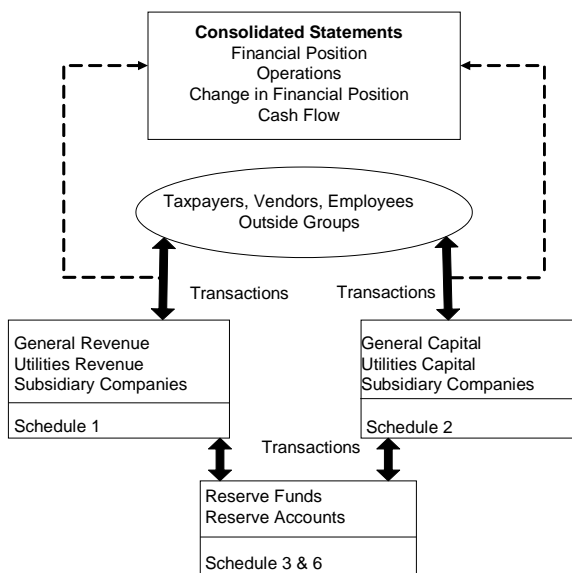 Consolidated Statements
Financial Position
Operations
Change in Financial Position
Cash Flow
Taxpayers, Vendors, Employees
Outside Groups
Transactions
Transactions
General Revenue
Utilities Revenue
Subsidiary Companies
Schedule 1
General Capital
Utilities Capital
Subsidiary Companies
Schedule 2
Transactions
Reserve Funds
Reserve Accounts
Schedule 3 & 6